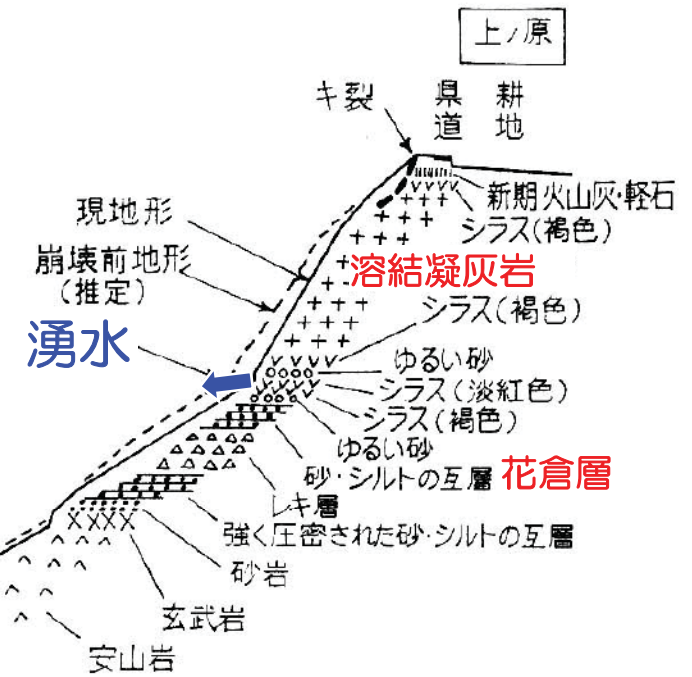 上ノ原
キ裂
県道
耕地
新期火山灰・軽石
シラス(褐色)
現地形
崩壊前地形
(推定)
溶結凝灰岩
シラス(褐色)
湧水
ゆるい砂
シラス(淡紅色)
シラス(褐色)
ゆるい砂
砂・シルトの互層
花倉層
レキ層
強く圧密された砂・シルトの互層
砂岩
玄武岩
安山岩